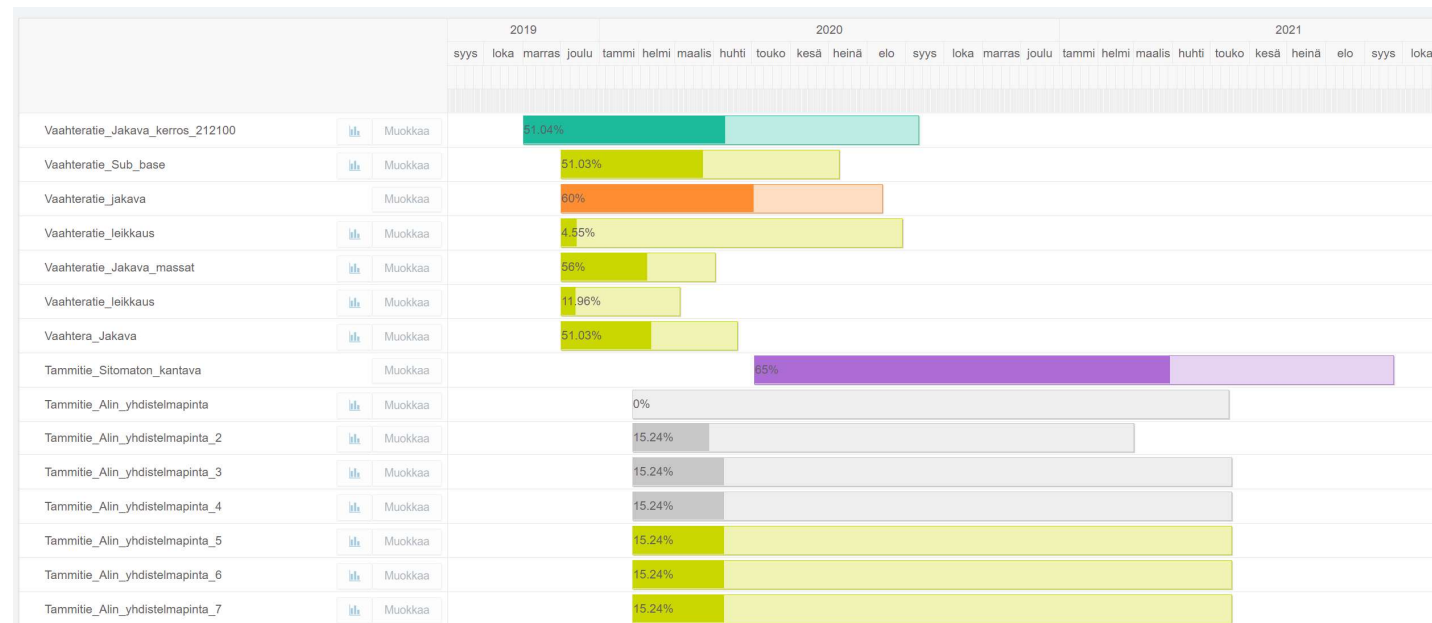 2019 2020 2021
syys loka marras joulu tammi helmi maalis huhti touko kesä heinä elo syys loka marras joulu tammi helmi maalis huhti touko kesä heinä elo syys loka
Vaahteratie_Jakava_kerros_212100 Muokkaa 51.04%
Vaahteratie_Sub_base Muokkaa 51.03%
Vaahteratie_jakava Muokkaa 60%
Vaahteratie_leikkaus Muokkaa 4.55%
Vaahteratie_Jakava_massat Muokkaa 56%
Vaahteratie_leikkaus Muokkaa 11.96%
Vaahtera_Jakava Muokkaa 51.03%
Tammitie_Sitomaton_kantava Muokkaa 65%
Tammitie_Alin_yhdistelmapinta Muokkaa 0%
Tammitie_Alin_yhdistelmapinta_2 Muokkaa 15.24%
Tammitie_Alin_yhdistelmapinta_3 Muokkaa 15.24%
Tammitie_Alin_yhdistelmapinta_4 Muokkaa 15.24%
Tammitie_Alin_yhdistelmapinta_5 Muokkaa 15.24%
Tammitie_Alin_yhdistelmapinta_6 Muokkaa 15.24%
Tammitie_Alin_yhdistelmapinta_7 Muokkaa 15.24%